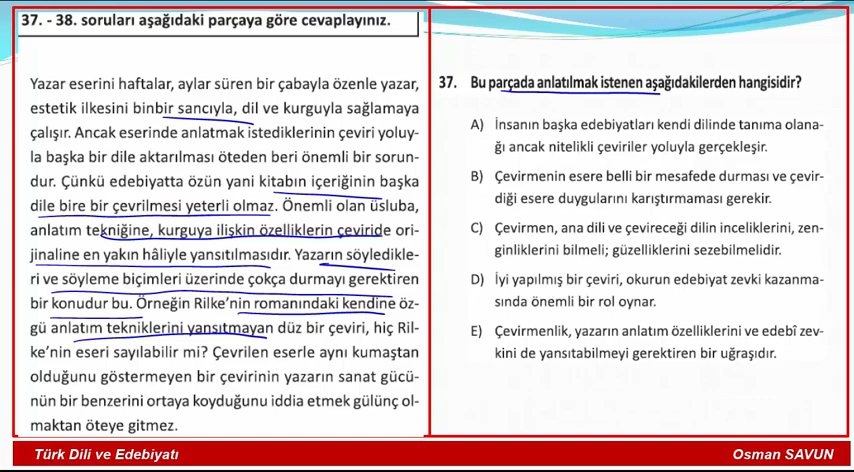 37. - 38. soruları aşağıdaki parçaya göre cevaplayınız.
Yazar eserini haftalar, aylar süren bir çabayla özenle yazar,
estetik ilkesini binbir sancıyla, dil ve kurguyla sağlamaya
çalışır. Ancak eserinde anlatmak istediklerinin çeviri yoluy-
la başka bir dile aktarılması öteden beri önemli bir sorun-
dur. Çünkü edebiyatta özün yani kitabın içeriğinin başka
dile bire bir çevrilmesi yeterli olmaz. Önemli olan üsluba,
anlatım tekniğine, kurguya ilişkin özelliklerin çeviride ori-
jinaline en yakın hâliyle yansıtılmasıdır. Yazarın söyledikle-
ri ve söyleme biçimleri üzerinde çokça durmayı gerektiren
bir konudur bu. Örneğin Rilke'nin romanındaki kendine öz-
gü anlatım tekniklerini yansıtmayan düz bir çeviri, hiç Ril-
ke'nin eseri sayılabilir mi? Çevrilen eserle aynı kumaştan
olduğunu göstermeyen bir çevirinin yazarın sanat gücü-
nün bir benzerini ortaya koyduğunu iddia etmek gülünç ol-
maktan öteye gitmez.
37. Bu parçada anlatılmak istenen aşağıdakilerden hangisidir?
A) İnsanın başka edebiyatları kendi dilinde tanıma olana-
ğı ancak nitelikli çeviriler yoluyla gerçekleşir.
B) Çevirmenin esere belli bir mesafede durması ve çevir-
diği esere duygularını karıştırmaması gerekir.
C) Çevirmen, ana dili ve çevireceği dilin inceliklerini, zen-
ginliklerini bilmeli; güzelliklerini sezebilmelidir.
D) İyi yapılmış bir çeviri, okurun edebiyat zevki kazanma-
sında önemli bir rol oynar.
E) Çevirmenlik, yazarın anlatım özelliklerini ve edebî zev-
kini de yansıtabilmeyi gerektiren bir uğraşıdır.
Türk Dili ve Edebiyatı
Osman SAVUN